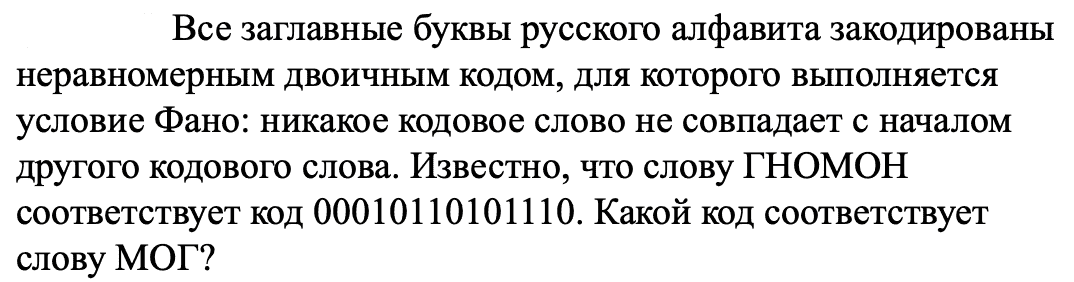 Все заглавные буквы русского алфавита закодированы
неравномерным двоичным кодом, для которого выполняется
условие Фано: никакое кодовое слово не совпадает с началом
другого кодового слова. Известно, что слову ГНОМОН
соответствует код 00010110101110. Какой код соответствует
слову МОГ?